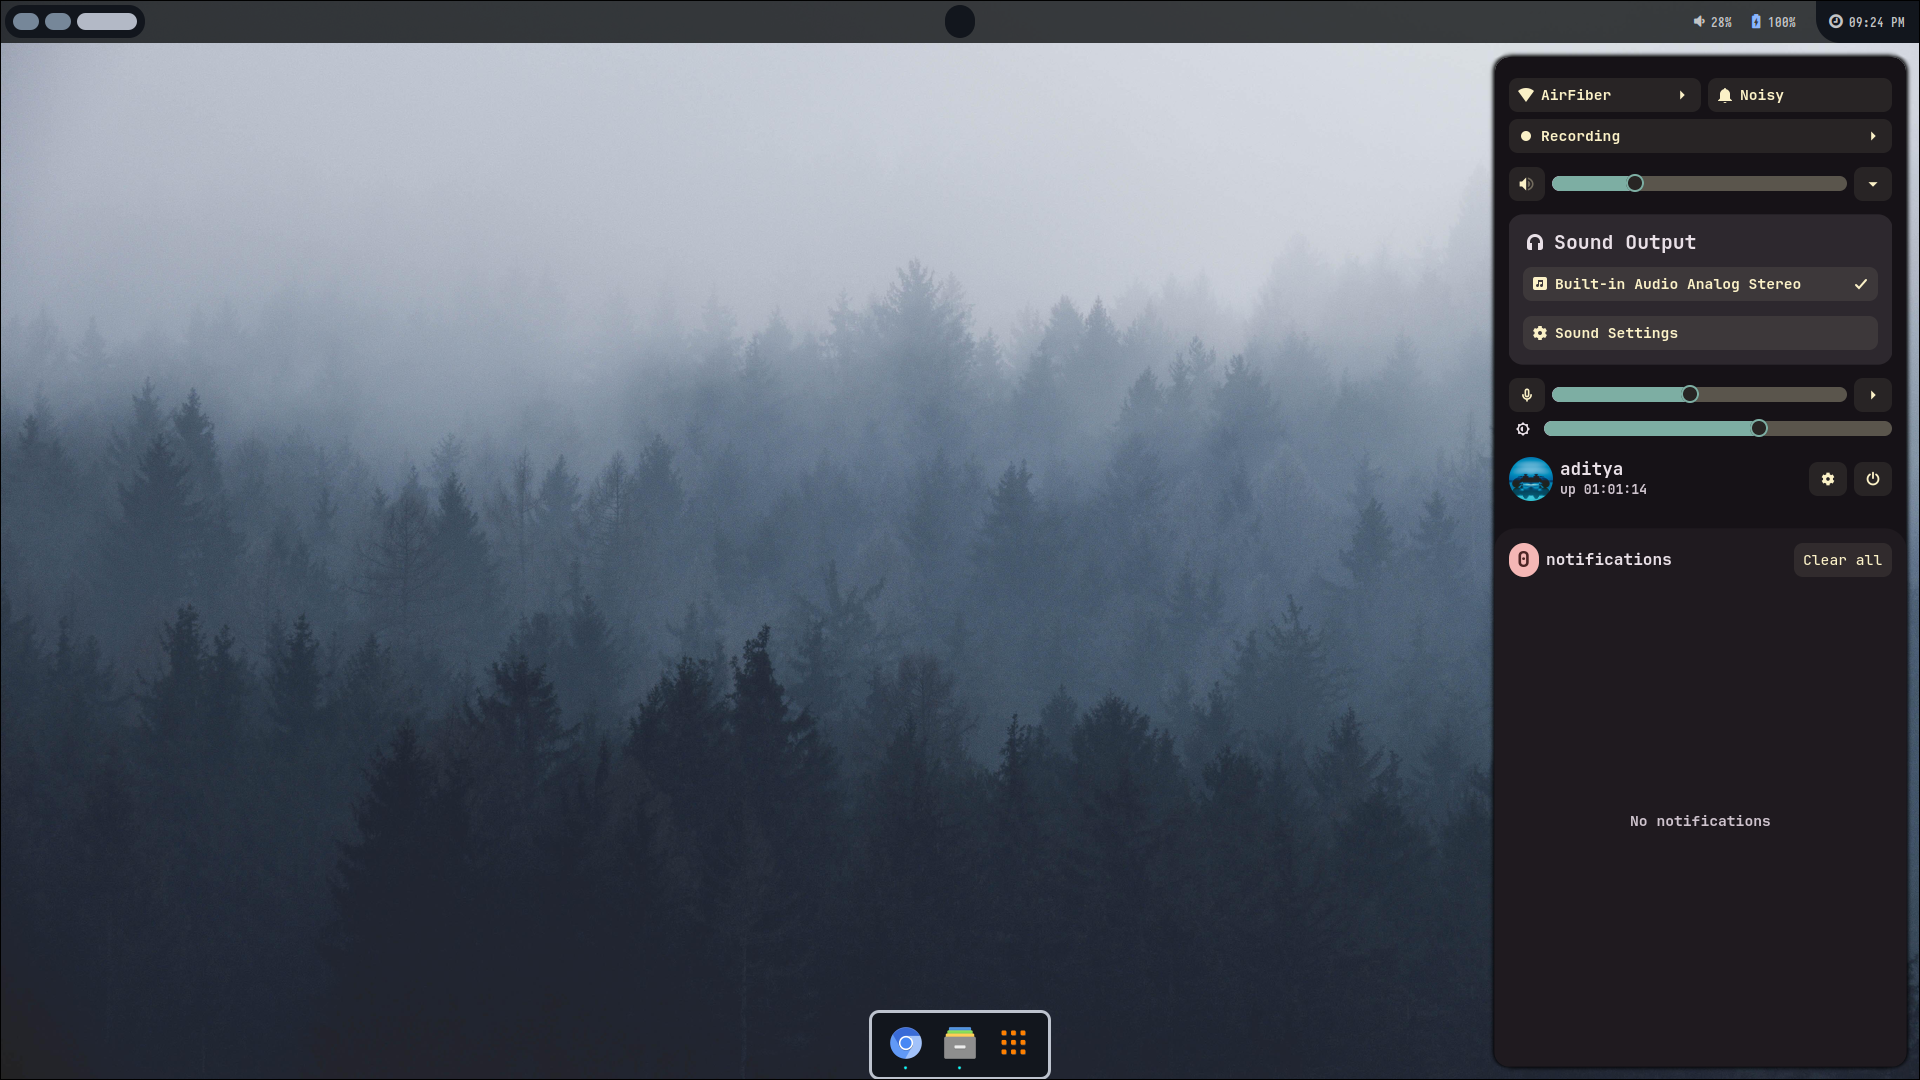 28% 100% 09:24 PM
AirFiber Noisy
Recording
Sound Output
Built-in Audio Analog Stereo
Sound Settings
aditya
up 01:01:14
0 notifications Clear all
No notifications